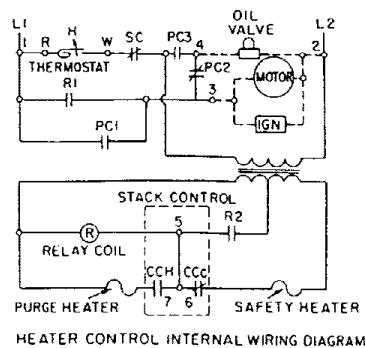 L1 OIL L2
VALVE
1 R H W SC PC3 4 2
THERMOSTAT PC2 MOTOR
R1 3
PC1 IGN
STACK CONTROL
5 R2
R
RELAY COIL
CCH CCC
7 6
PURGE HEATER SAFETY HEATER
HEATER CONTROL INTERNAL WIRING DIAGRAM